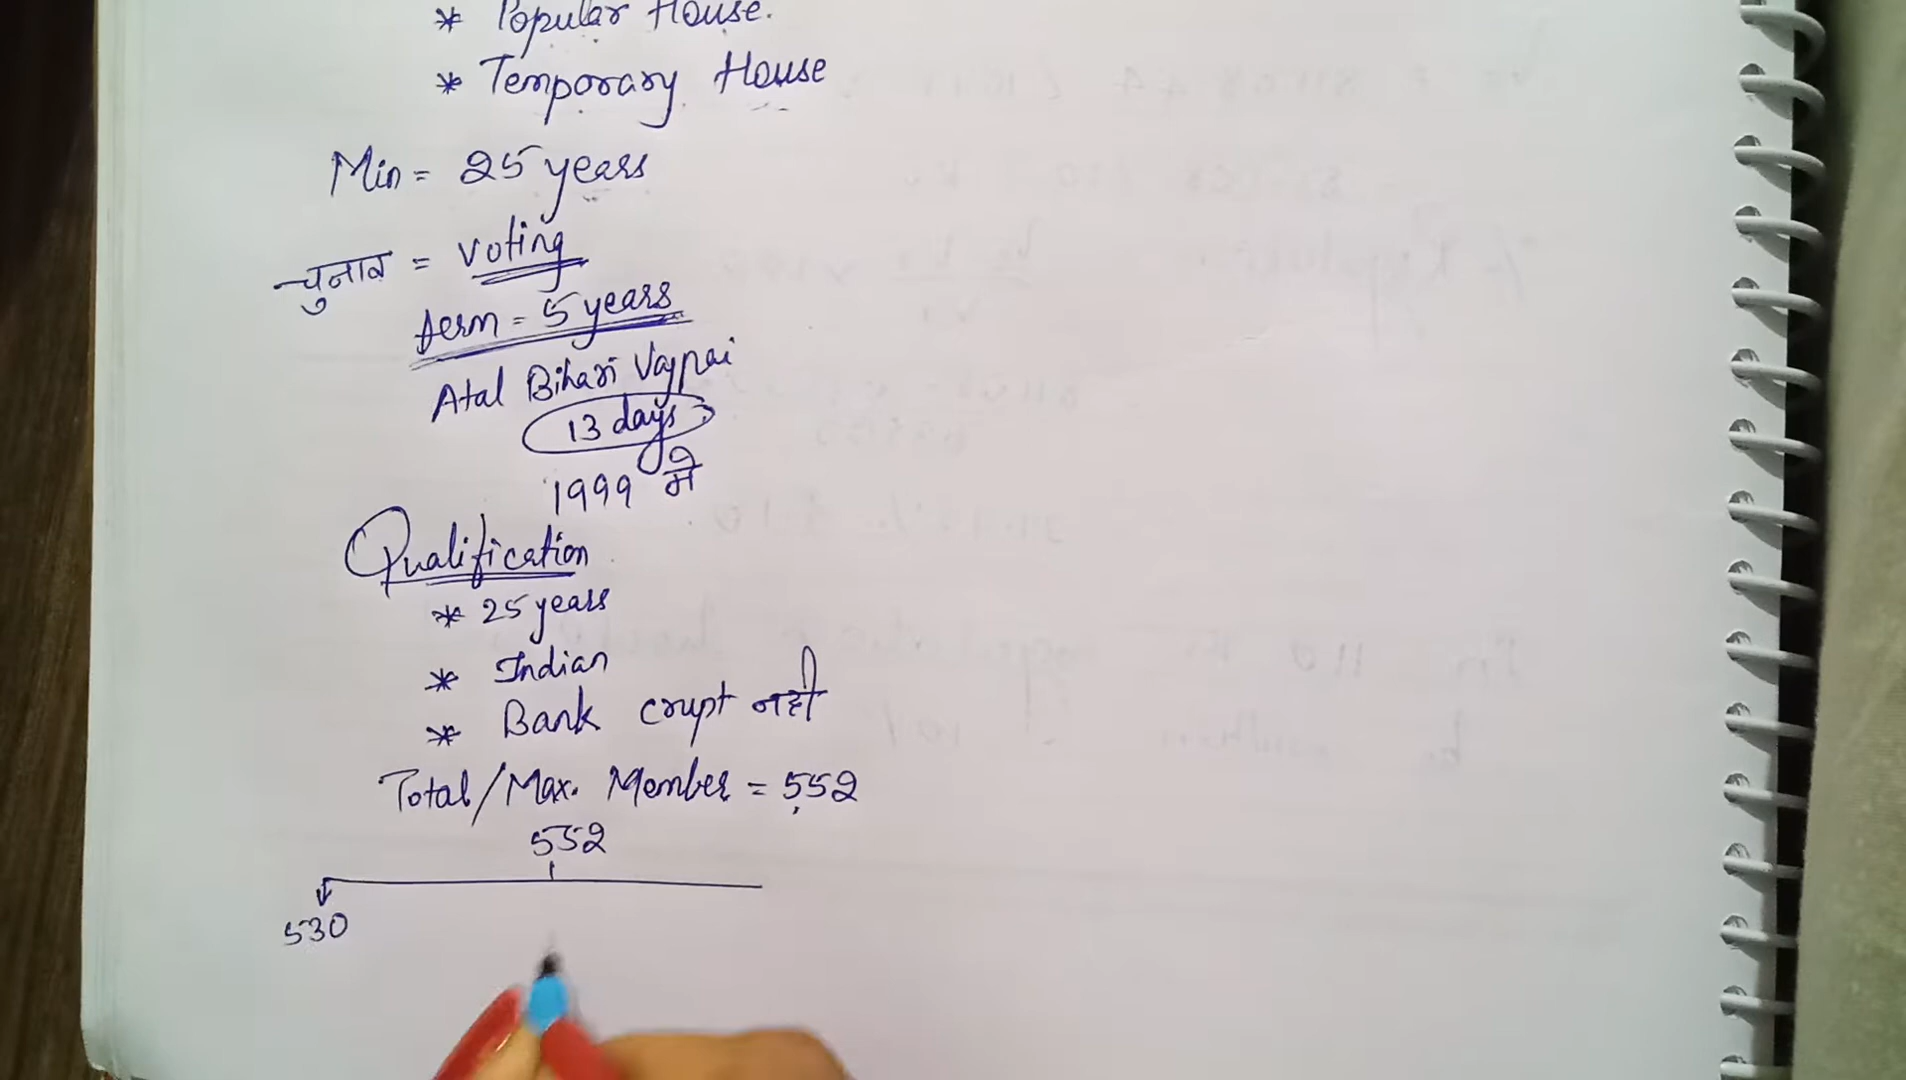 * Popular House.
* Temporary House
Min = 25 years
चुनाव = voting
term = 5 years
Atal Bihari Vajpai
13 days
1999 में
Qualification
* 25 years
* Indian
* Bank crupt नही
Total/Max. Member = 552
552
530